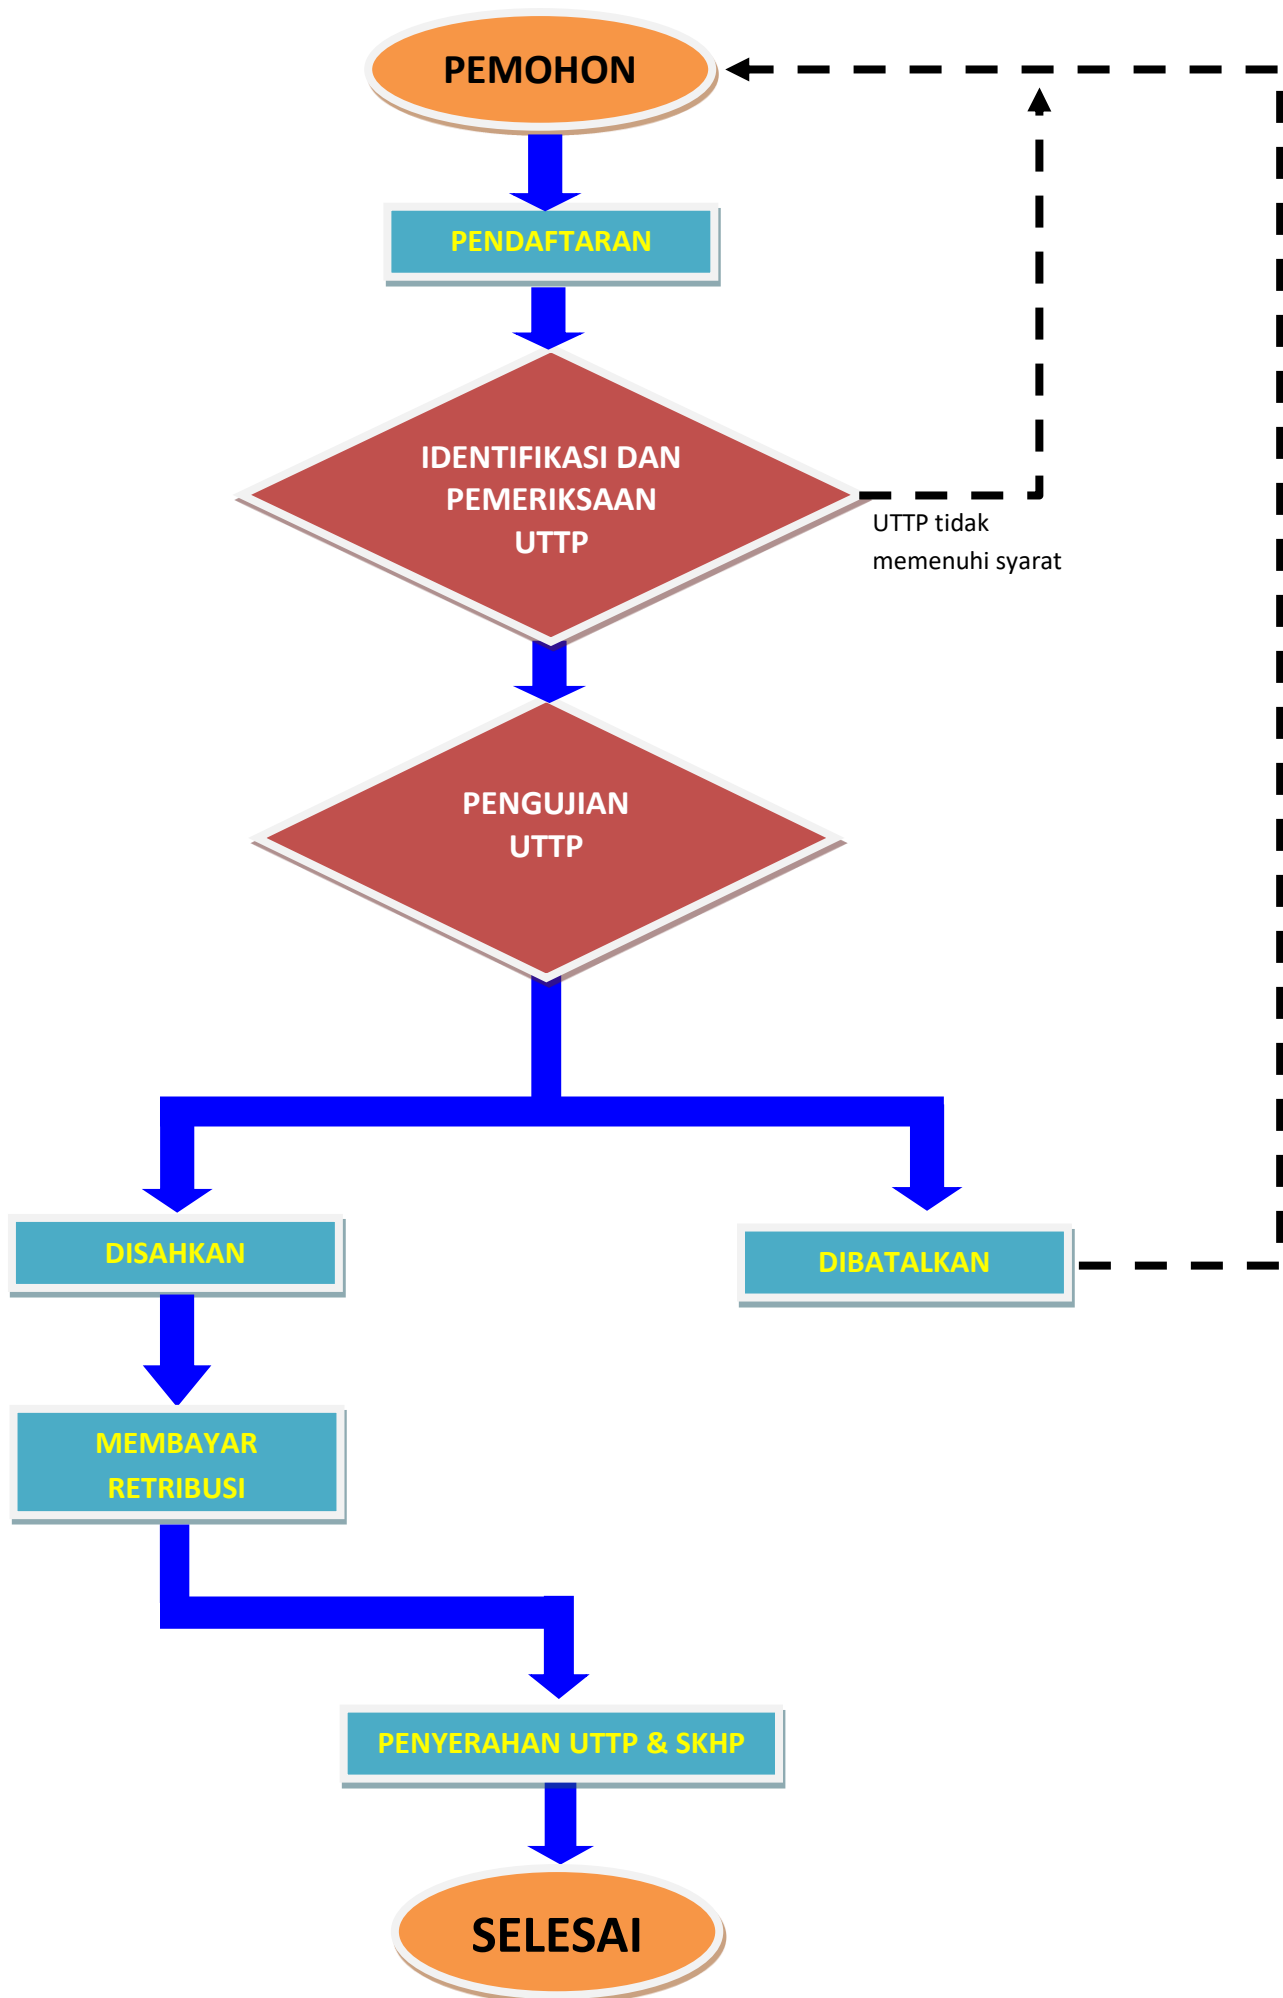 PEMOHON
PENDAFTARAN
IDENTIFIKASI DAN
PEMERIKSAAN
UTTP
UTTP tidak
memenuhi syarat
PENGUJIAN
UTTP
DISAHKAN
DIBATALKAN
MEMBAYAR
RETRIBUSI
PENYERAHAN UTTP & SKHP
SELESAI